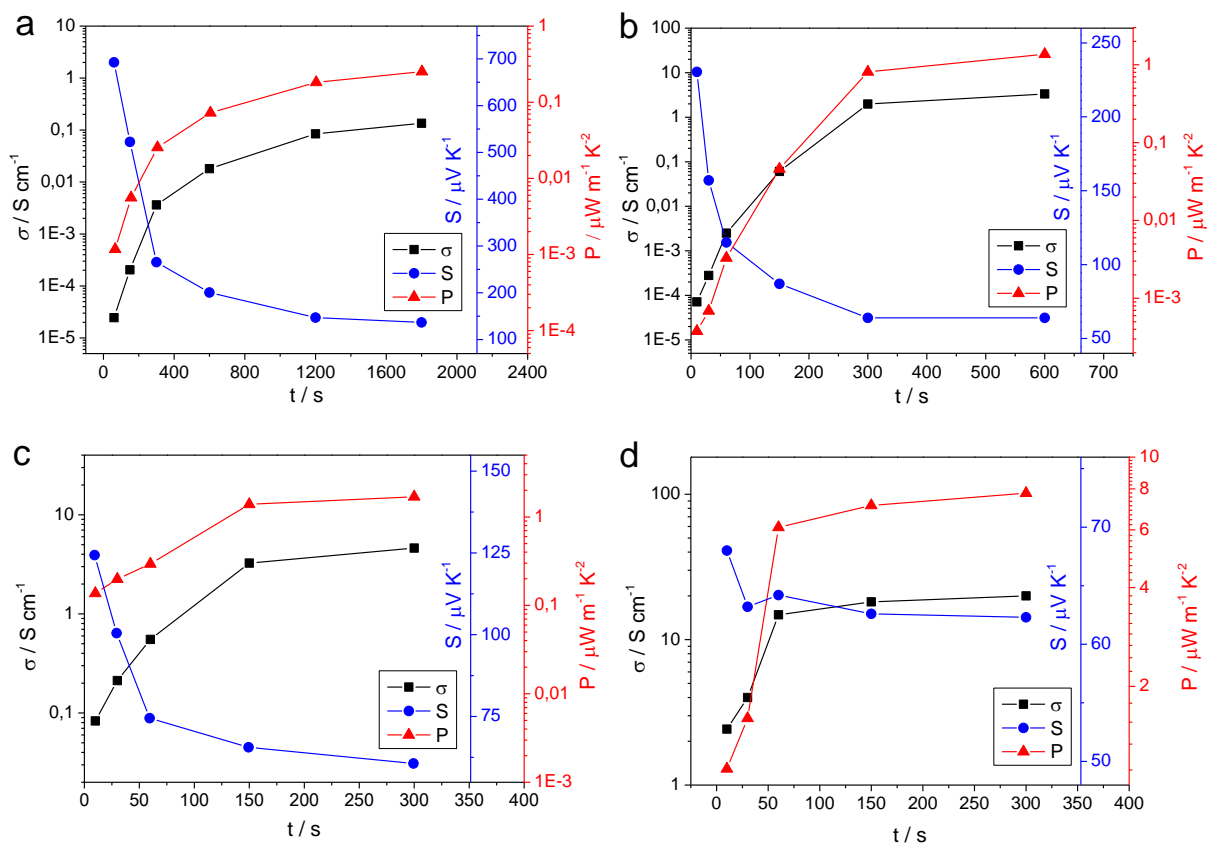 a
10
1
0,1
0,01
1E-3
1E-4
1E-5
σ / S cm-1
0 400 800 1200 1600 2000 2400
t / s
700
600
500
400
300
250
200
150
100
S / μV K-1
1
0,1
0,01
1E-3
1E-4
P / μW m-1 K-2
σ
S
P
b
100
10
1
0,1
0,01
1E-3
1E-4
1E-5
σ / S cm-1
0 100 200 300 400 500 600 700
t / s
250
200
150
100
50
S / μV K-1
1
0,1
0,01
1E-3
P / μW m-1 K-2
σ
S
P
c
10
1
0,1
σ / S cm-1
0 50 100 150 200 250 300 350 400
t / s
150
125
100
75
S / μV K-1
1
0,1
0,01
1E-3
P / μW m-1 K-2
σ
S
P
d
100
10
1
σ / S cm-1
0 50 100 150 200 250 300 350 400
t / s
70
60
50
S / μV K-1
10
8
6
4
2
P / μW m-1 K-2
σ
S
P